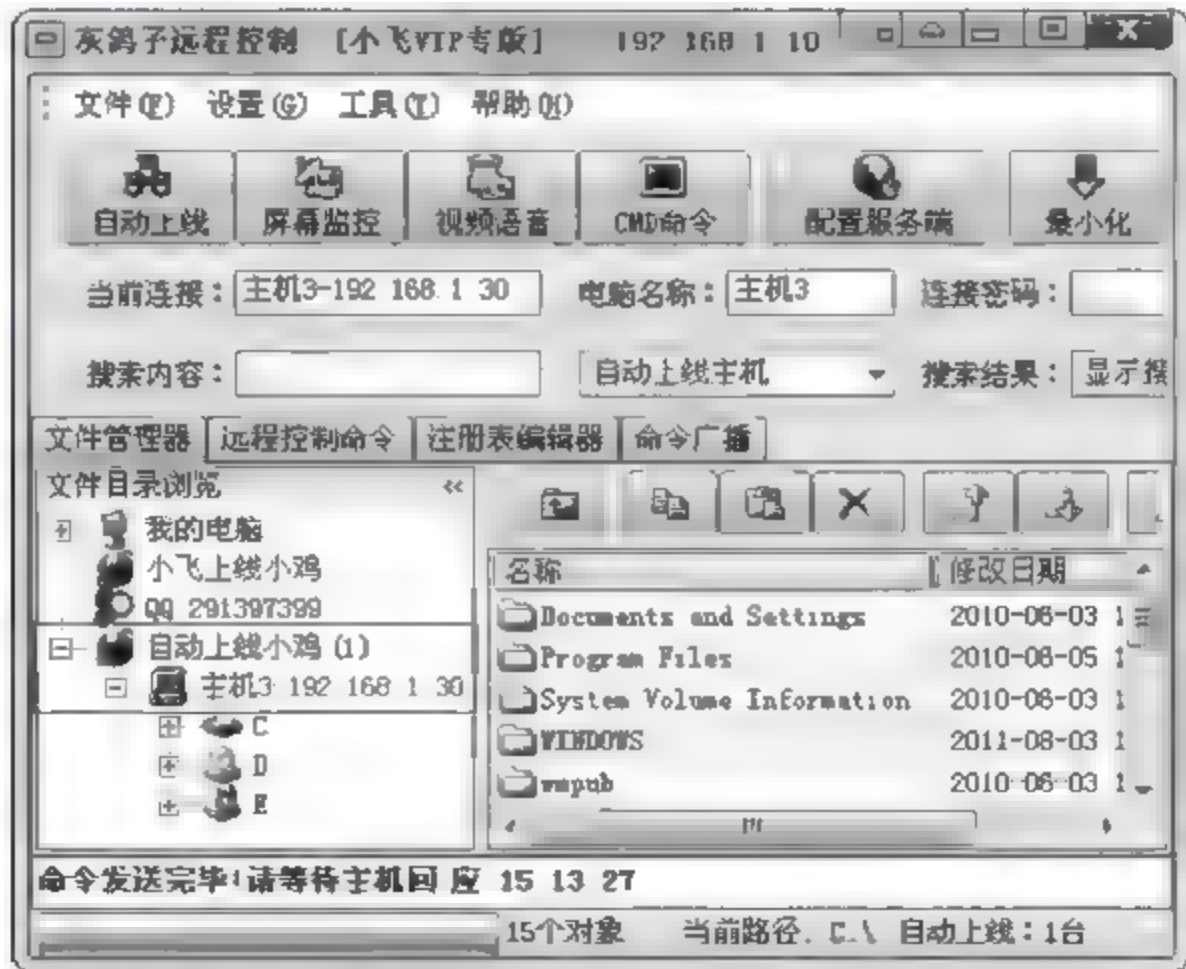 灰鸽子远程控制 [小飞VIP专版] 192 168 1 10
文件(F) 设置(G) 工具(T) 帮助(H)
自动上线 屏幕监控 视频语音 CMD命令 配置服务端 最小化
当前连接: 主机3-192 168.1 30 电脑名称: 主机3 连接密码:
搜索内容: 自动上线主机 搜索结果: 显示搜
文件管理器 远程控制命令 注册表编辑器 命令广播
文件目录浏览
我的电脑
小飞上线小鸡
QQ 291397399
自动上线小鸡 (1)
主机3 192 168 1 30
C
D
E
名称 修改日期
Documents and Settings 2010-08-03 1
Program Files 2010-08-05 1
System Volume Information 2010-08-03 1
WINDOWS 2011-08-03 1
wmpub 2010-08-03 1
命令发送完毕!请等待主机回应 15 13 27
15个对象 当前路径. C:\ 自动上线:1台